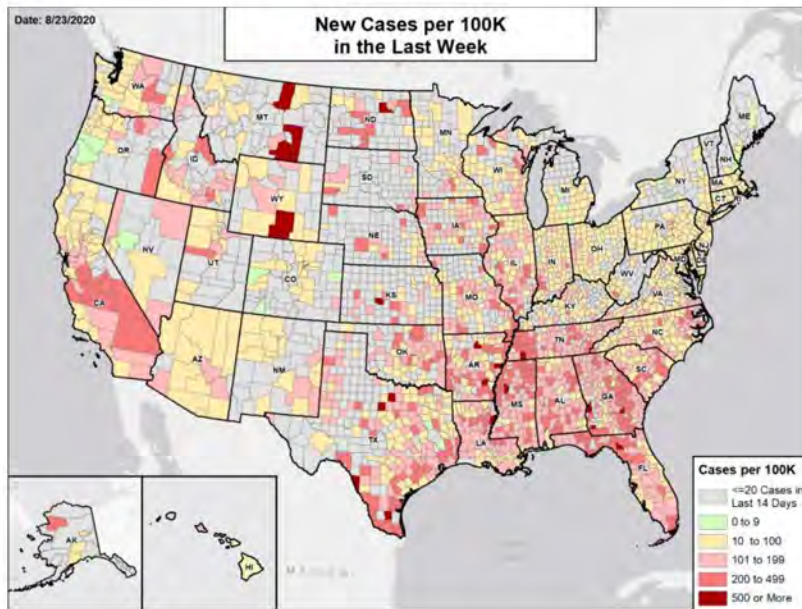 Date: 8/23/2020
New Cases per 100K
in the Last Week
WA
MT
ND
MN
ME
OR
ID
SD
WI
VT
NH
WY
MI
NY
MA
CT
NV
NE
IA
PA
UT
CO
IL
IN
OH
MD
CA
KS
MO
WV
VA
KY
AZ
NM
OK
AR
TN
NC
SC
MS
AL
GA
TX
LA
FL
AK
HI
Cases per 100K
<=20 Cases in
Last 14 Days
0 to 9
10 to 100
101 to 199
200 to 499
500 or More